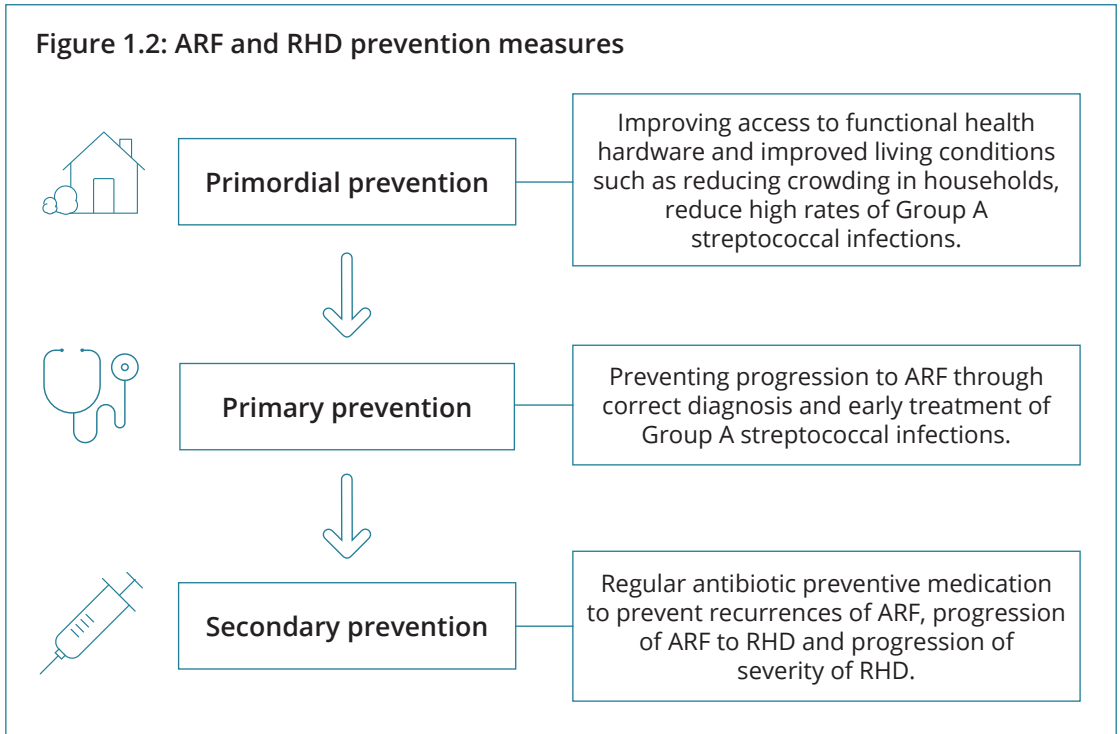 Figure 1.2: ARF and RHD prevention measures
Primordial prevention
Improving access to functional health
hardware and improved living conditions
such as reducing crowding in households,
reduce high rates of Group A
streptococcal infections.
Primary prevention
Preventing progression to ARF through
correct diagnosis and early treatment of
Group A streptococcal infections.
Secondary prevention
Regular antibiotic preventive medication
to prevent recurrences of ARF, progression
of ARF to RHD and progression of
severity of RHD.